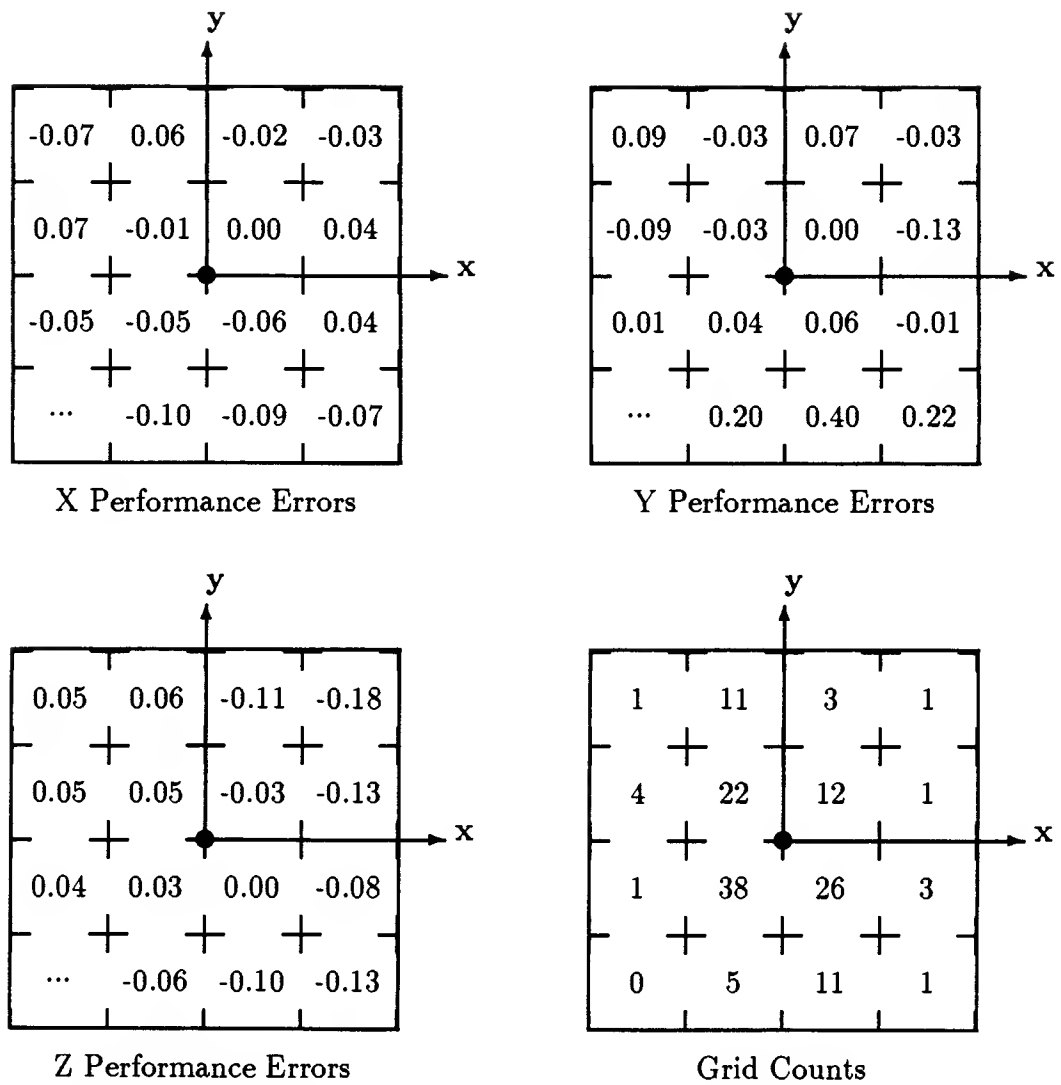 y
-0.07 0.06 -0.02 -0.03
0.07 -0.01 0.00 0.04
x
-0.05 -0.05 -0.06 0.04
... -0.10 -0.09 -0.07
X Performance Errors
y
0.09 -0.03 0.07 -0.03
-0.09 -0.03 0.00 -0.13
x
0.01 0.04 0.06 -0.01
... 0.20 0.40 0.22
Y Performance Errors
y
0.05 0.06 -0.11 -0.18
0.05 0.05 -0.03 -0.13
x
0.04 0.03 0.00 -0.08
... -0.06 -0.10 -0.13
Z Performance Errors
y
1 11 3 1
4 22 12 1
x
1 38 26 3
0 5 11 1
Grid Counts